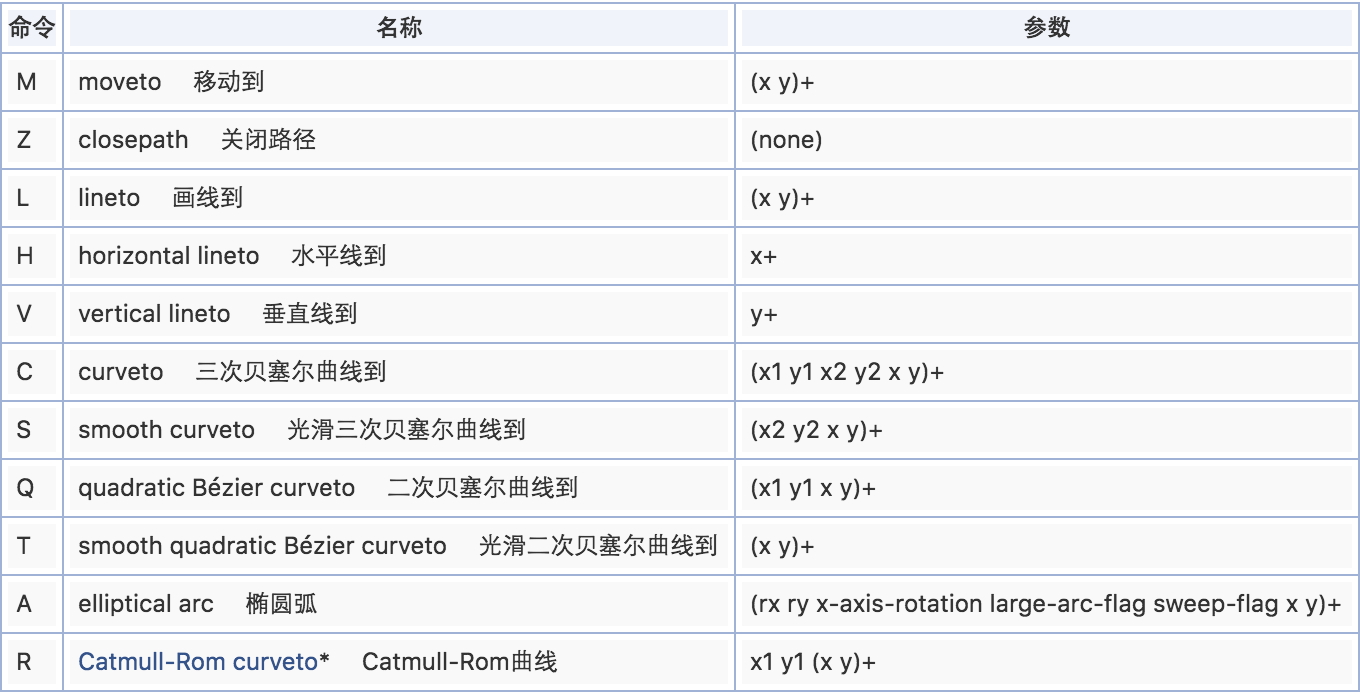 命令 名称 参数
M moveto 移动到 (x y)+
Z closepath 关闭路径 (none)
L lineto 画线到 (x y)+
H horizontal lineto 水平线到 x+
V vertical lineto 垂直线到 y+
C curveto 三次贝塞尔曲线到 (x1 y1 x2 y2 x y)+
S smooth curveto 光滑三次贝塞尔曲线到 (x2 y2 x y)+
Q quadratic Bézier curveto 二次贝塞尔曲线到 (x1 y1 x y)+
T smooth quadratic Bézier curveto 光滑二次贝塞尔曲线到 (x y)+
A elliptical arc 椭圆弧 (rx ry x-axis-rotation large-arc-flag sweep-flag x y)+
R Catmull-Rom curveto* Catmull-Rom曲线 x1 y1 (x y)+